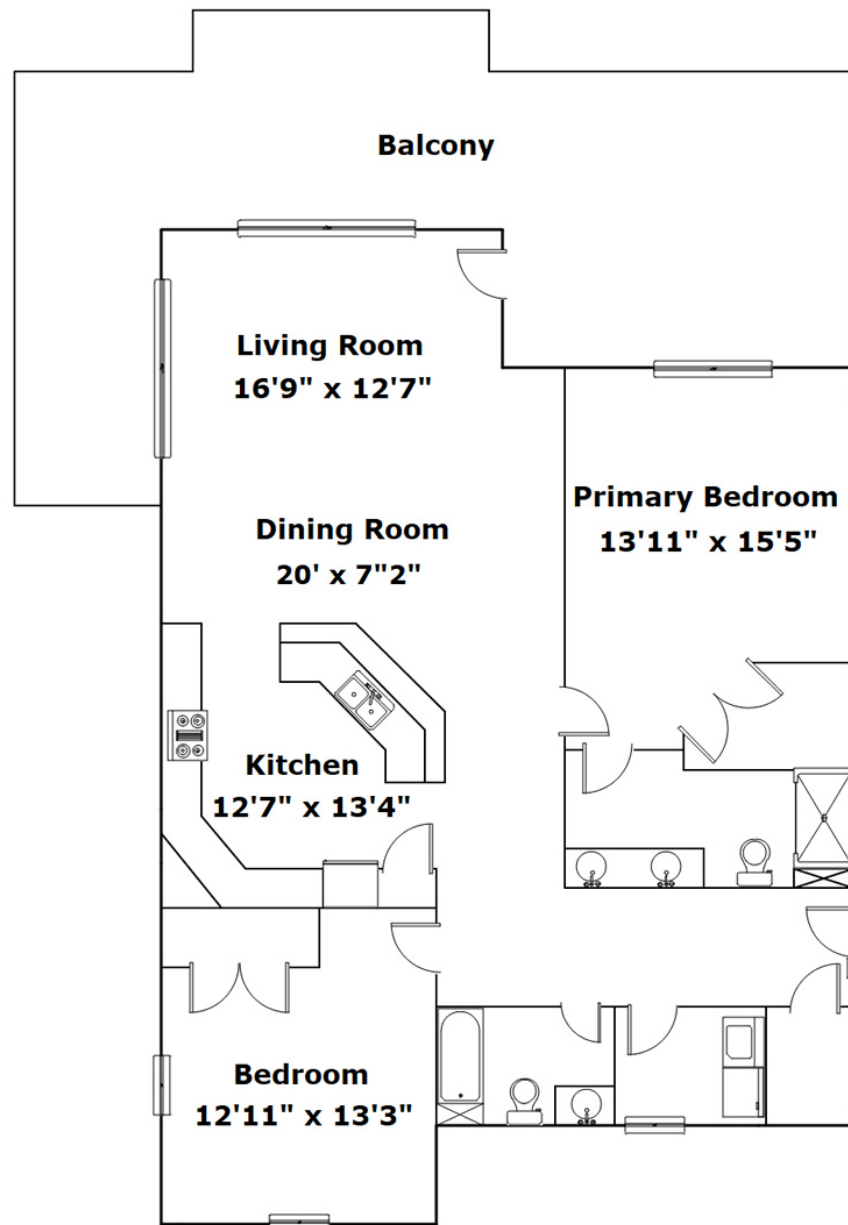 Balcony
Living Room
16'9" x 12'7"
Primary Bedroom
13'11" x 15'5"
Dining Room
20' x 7"2"
Kitchen
12'7" x 13'4"
Bedroom
12'11" x 13'3"